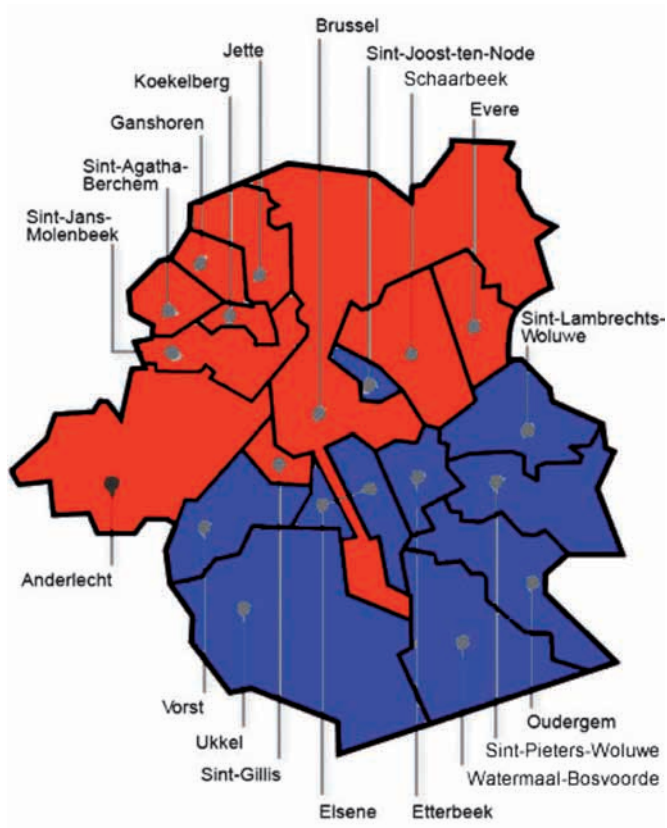 Brussel
Jette
Sint-Joost-ten-Node
Koekelberg
Schaarbeek
Ganshoren
Evere
Sint-Agatha-
Berchem
Sint-Jans-
Molenbeek
Sint-Lambrechts-
Woluwe
Anderlecht
Vorst
Oudergem
Ukkel
Sint-Pieters-Woluwe
Sint-Gillis
Watermaal-Bosvoorde
Elsene
Etterbeek